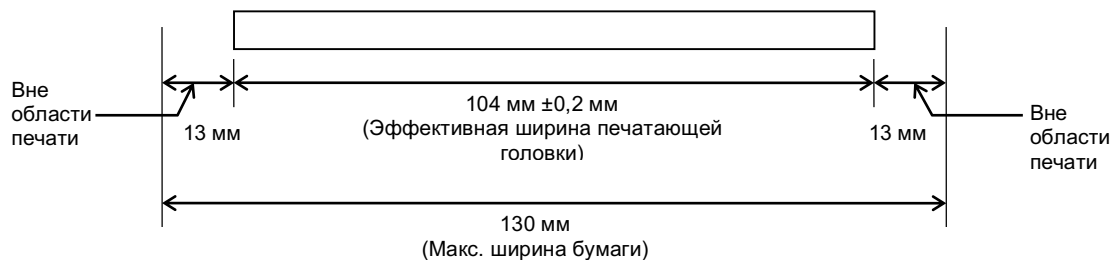 Вне
области
печати
13 мм
104 мм ±0,2 мм
(Эффективная ширина печатающей
головки)
13 мм
Вне
области
печати
130 мм
(Макс. ширина бумаги)